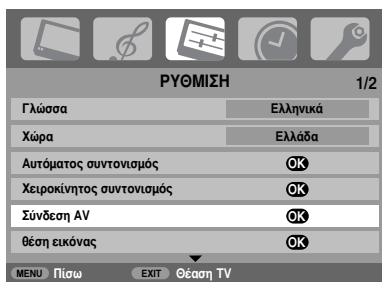 ΡΥΘΜΙΣΗ 1/2
Γλώσσα Ελληνικά
Χώρα Ελλάδα
Αυτόματος συντονισμός OK
Χειροκίνητος συντονισμός OK
Σύνδεση AV OK
θέση εικόνας OK
MENU Πίσω EXIT Θέαση TV